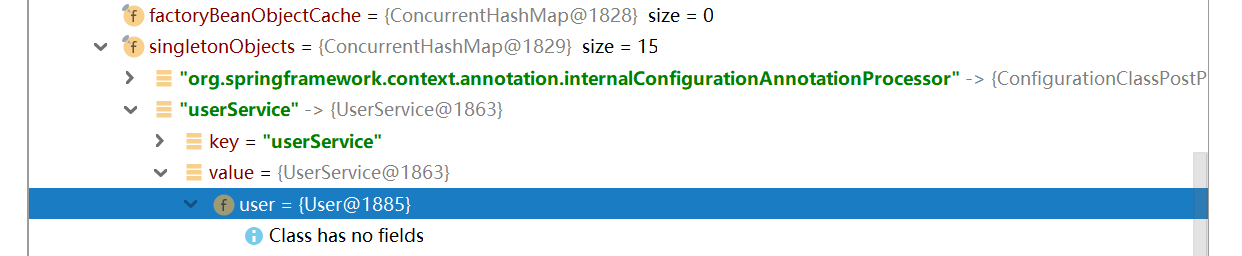 f factoryBeanObjectCache = {ConcurrentHashMap@1828} size = 0
f singletonObjects = {ConcurrentHashMap@1829} size = 15
"org.springframework.context.annotation.internalConfigurationAnnotationProcessor" -> {ConfigurationClassPostP
"userService" -> {UserService@1863}
key = "userService"
value = {UserService@1863}
f user = {User@1885}
i Class has no fields